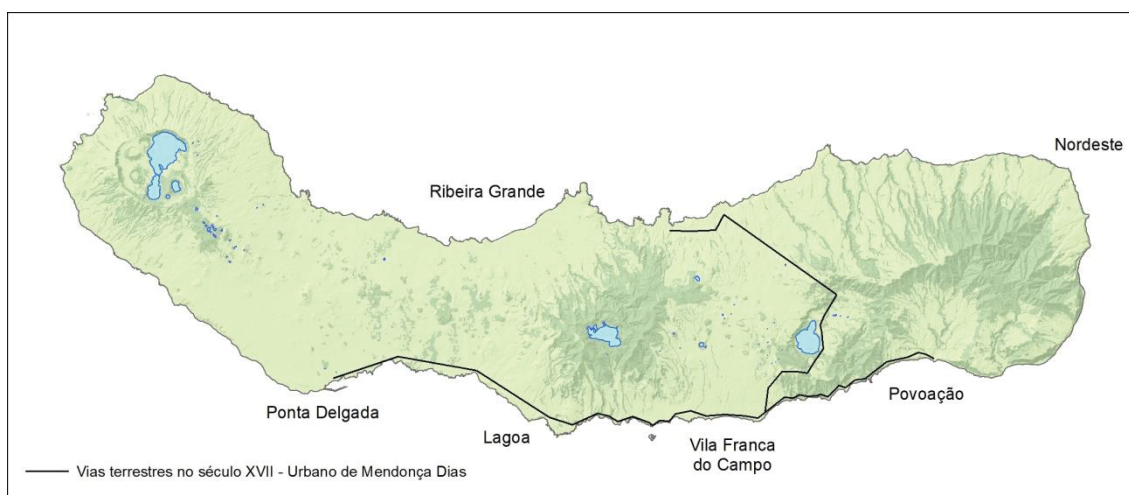 Nordeste
Ribeira Grande
Ponta Delgada
Povoação
Lagoa
Vila Franca
do Campo
Vias terrestres no século XVII - Urbano de Mendonça Dias